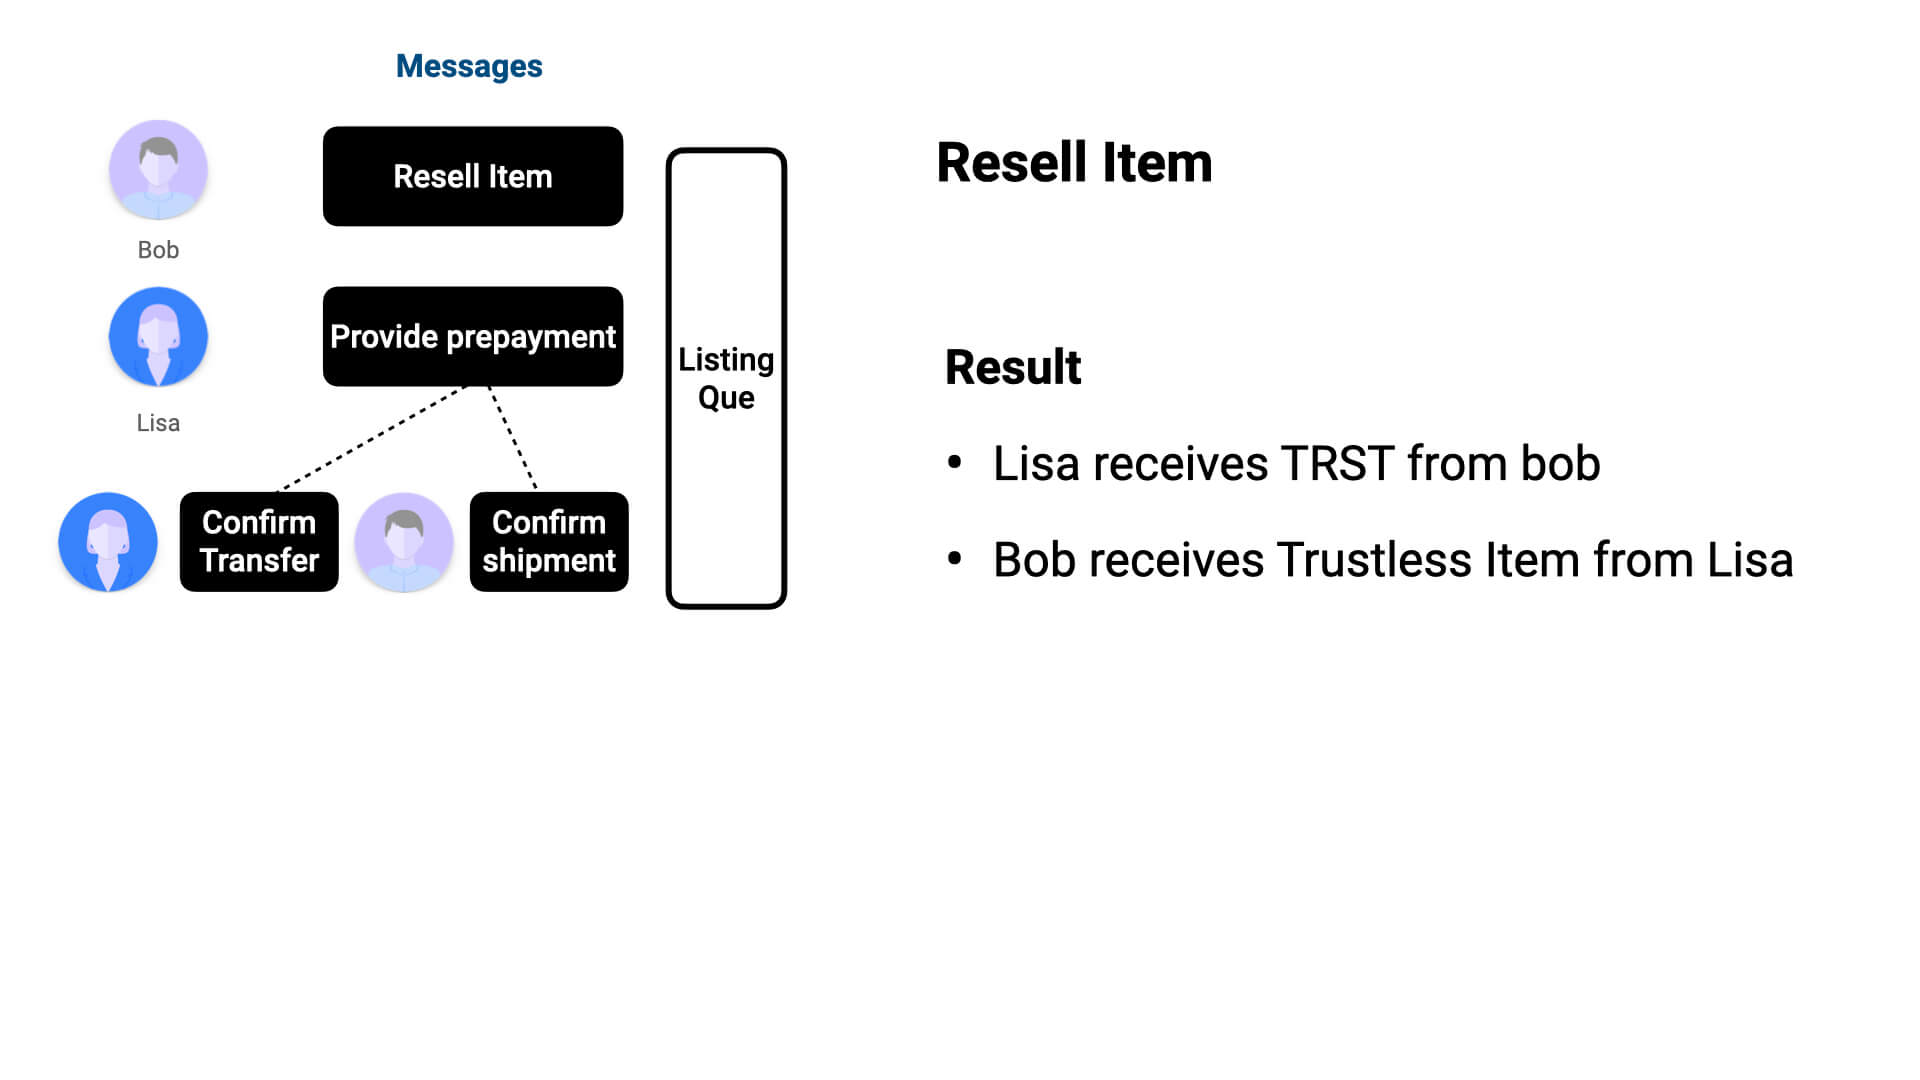 Messages
Bob
Resell Item
Lisa
Provide prepayment
Confirm
Transfer
Confirm
shipment
Listing
Que
Resell Item
Result
• Lisa receives TRST from bob
• Bob receives Trustless Item from Lisa